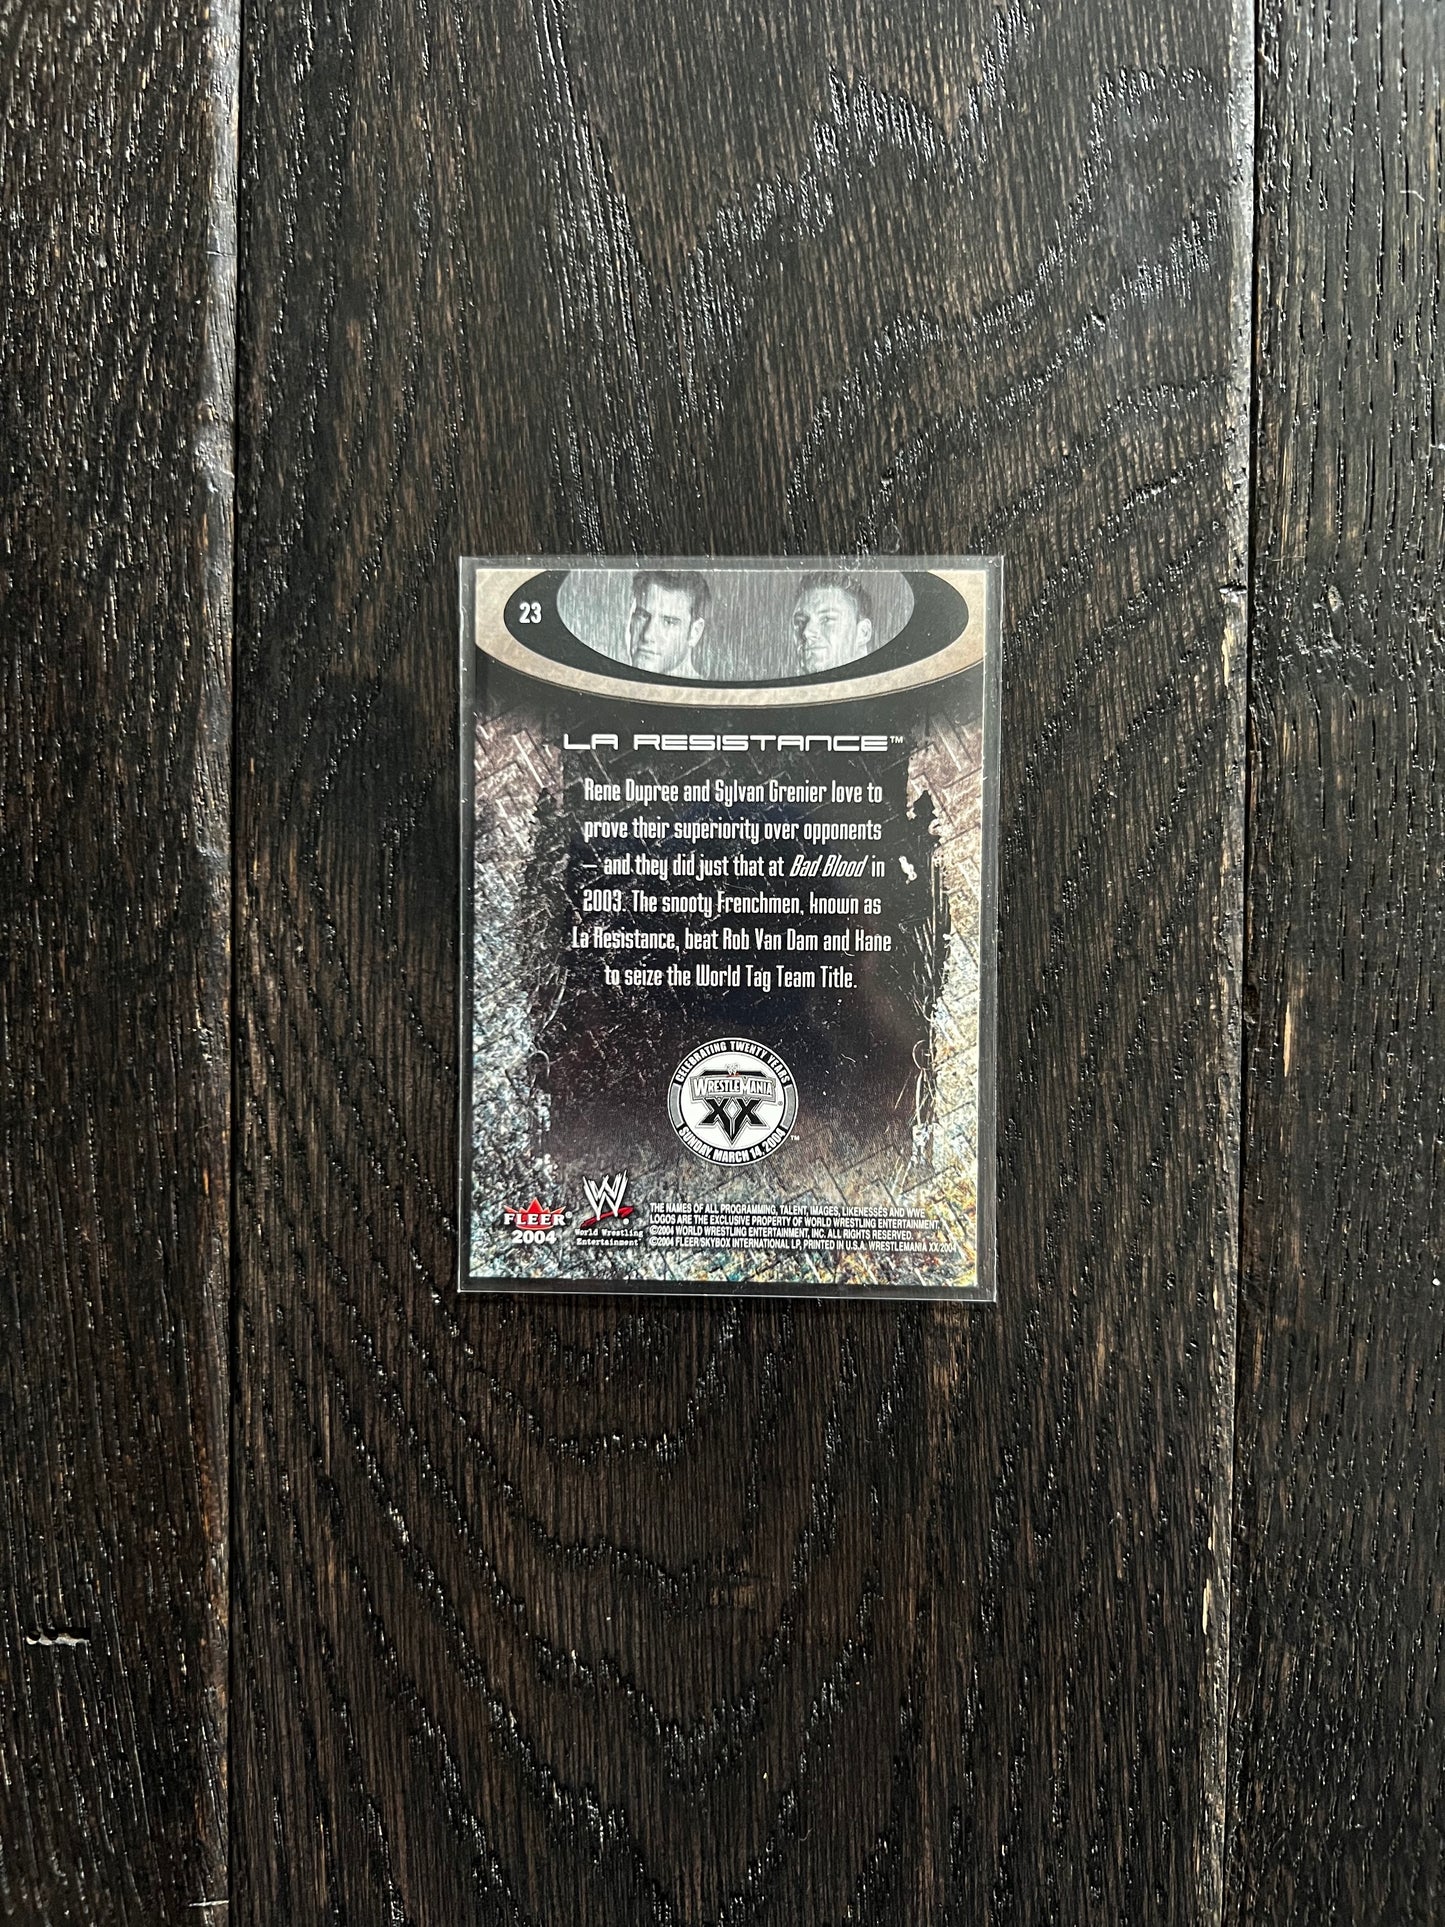 23
LA RESISTANCE™
Rene Dupree and Sylvan Grenier love to
prove their superiority over opponents
– and they did just that at Bad Blood in
2003. The snooty Frenchmen, known as
La Resistance, beat Rob Van Dam and Kane
to seize the World Tag Team Title.
CELEBRATING TWENTY YEARS
WRESTLEMANIA®
XX
SUNDAY, MARCH 14, 2004 ™
FLEER®
2004
W
World Wrestling
Entertainment®
THE NAMES OF ALL PROGRAMMING, TALENT, IMAGES, LIKENESSES AND WWE
LOGOS ARE THE EXCLUSIVE PROPERTY OF WORLD WRESTLING ENTERTAINMENT,
©2004 WORLD WRESTLING ENTERTAINMENT, INC. ALL RIGHTS RESERVED.
©2004 FLEER/SKYBOX INTERNATIONAL LP, PRINTED IN U.S.A. WRESTLEMANIA XX/2004